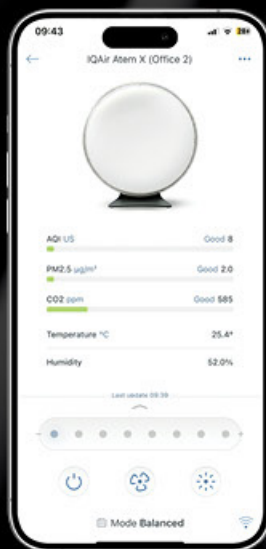 09:43
IQAir Atem X (Office 2)
AQI US Good 8
PM2.5 µg/m³ Good 2.0
CO2 ppm Good 585
Temperature °C 25.4°
Humidity 52.0%
Last update 09:39
Mode Balanced